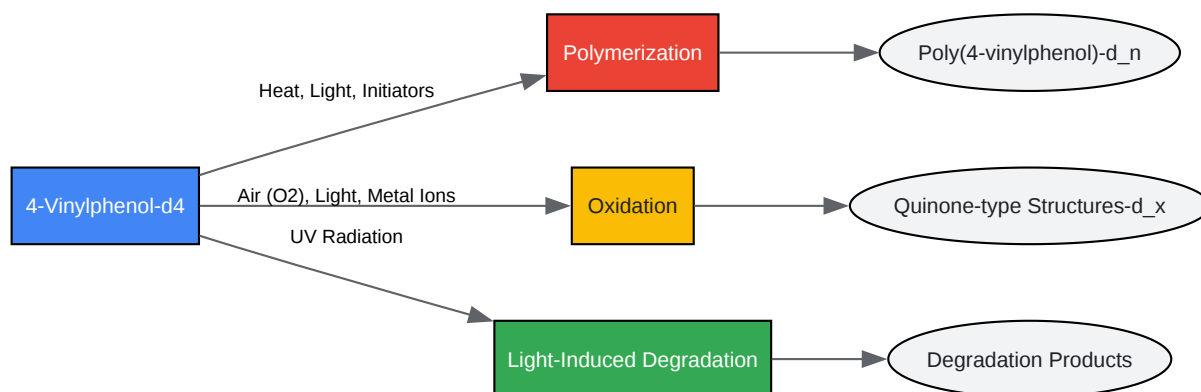 Polymerization
Poly(4-vinylphenol)-d_n
Heat, Light, Initiators
4-Vinylphenol-d4
Air (O2), Light, Metal Ions
Oxidation
Quinone-type Structures-d_x
UV Radiation
Light-Induced Degradation
Degradation Products